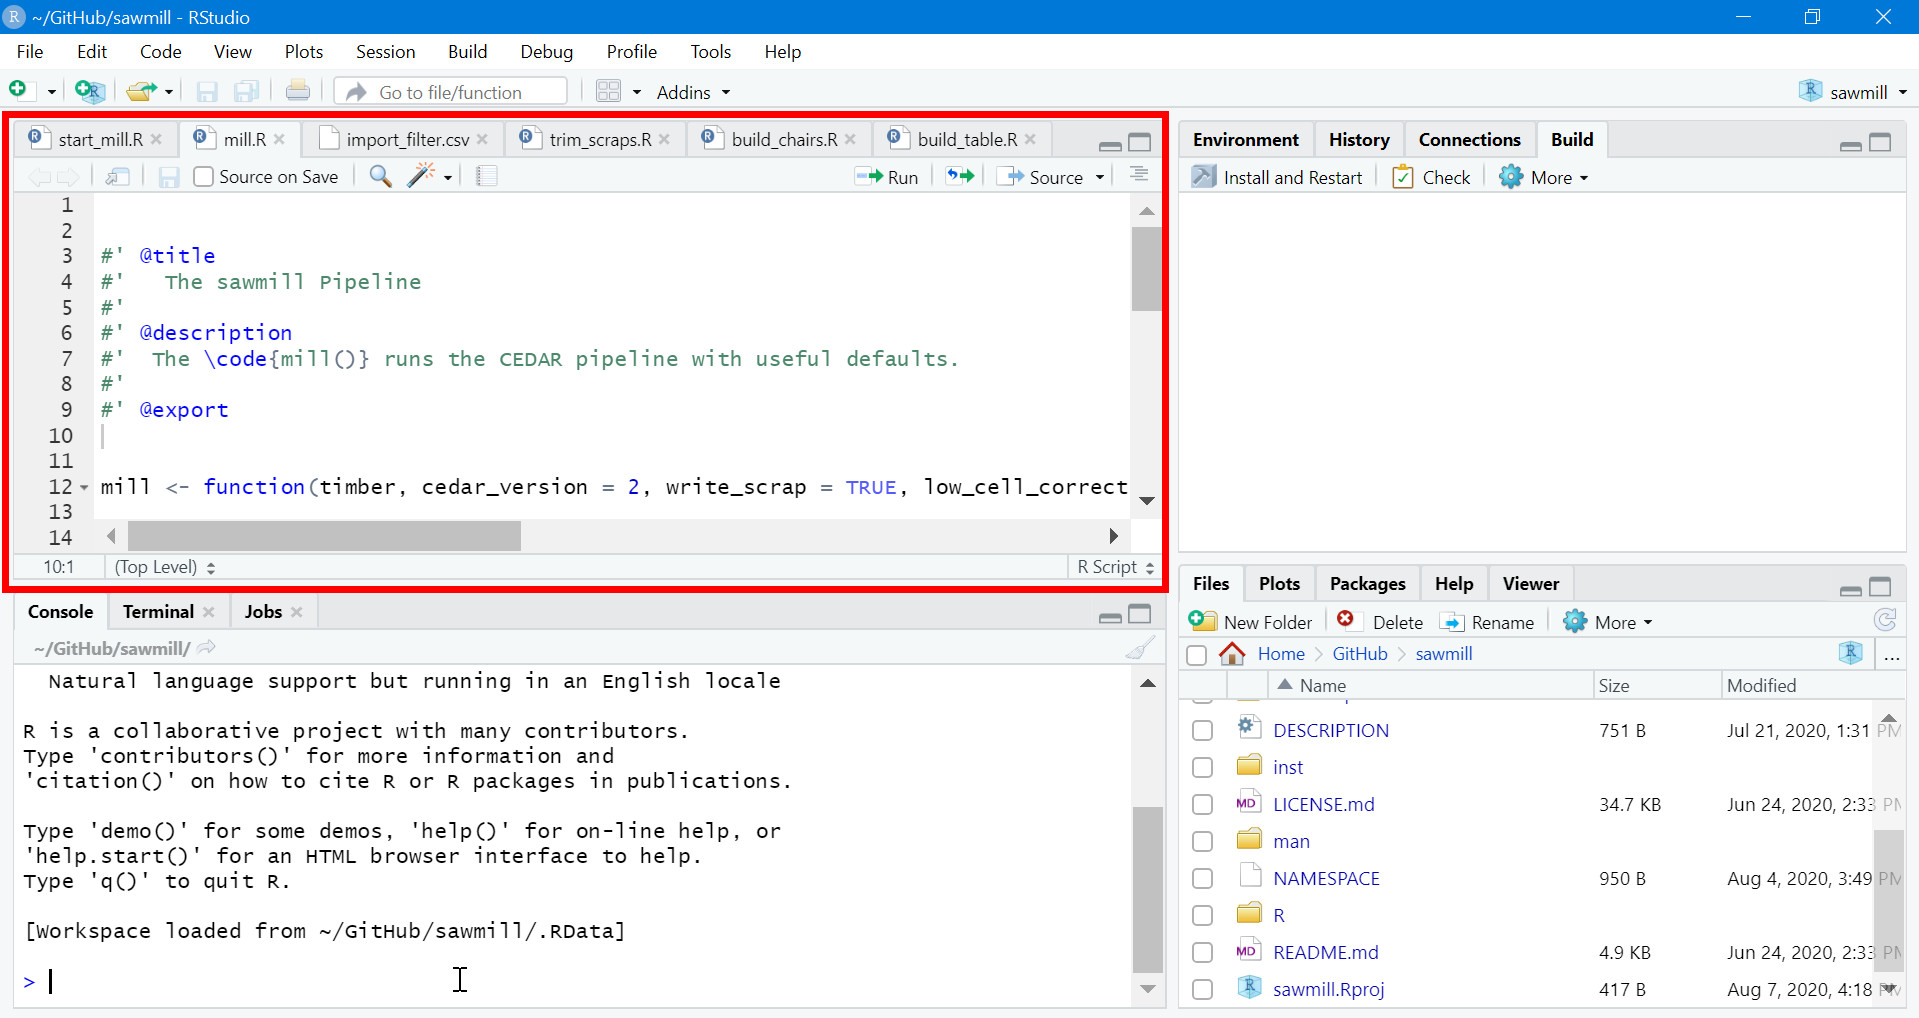 ~/GitHub/sawmill - RStudio
File Edit Code View Plots Session Build Debug Profile Tools Help
Go to file/function Addins sawmill
start_mill.R mill.R import_filter.csv trim_scraps.R build_chairs.R build_table.R
Source on Save Run Source
1
2
3 #' @title
4 #'   The sawmill Pipeline
5 #'
6 #' @description
7 #'  The \code{mill()} runs the CEDAR pipeline with useful defaults.
8 #'
9 #' @export
10
11
12 mill <- function(timber, cedar_version = 2, write_scrap = TRUE, low_cell_correct
13
14
10:1 (Top Level) R Script
Console Terminal Jobs
~/GitHub/sawmill/
Natural language support but running in an English locale
R is a collaborative project with many contributors.
Type 'contributors()' for more information and
'citation()' on how to cite R or R packages in publications.
Type 'demo()' for some demos, 'help()' for on-line help, or
'help.start()' for an HTML browser interface to help.
Type 'q()' to quit R.
[Workspace loaded from ~/GitHub/sawmill/.RData]
>
Environment History Connections Build
Install and Restart Check More
Files Plots Packages Help Viewer
New Folder Delete Rename More
Home GitHub sawmill ...
Name Size Modified
DESCRIPTION 751 B Jul 21, 2020, 1:31 PM
inst
LICENSE.md 34.7 KB Jun 24, 2020, 2:33 PM
man
NAMESPACE 950 B Aug 4, 2020, 3:49 PM
R
README.md 4.9 KB Jun 24, 2020, 2:33 PM
sawmill.Rproj 417 B Aug 7, 2020, 4:18